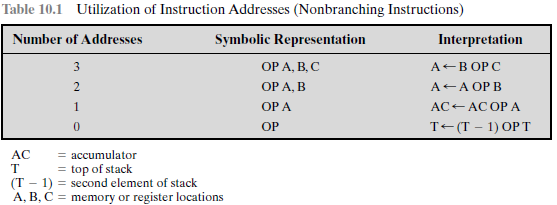 Table 10.1 Utilization of Instruction Addresses (Nonbranching Instructions)
Number of Addresses Symbolic Representation Interpretation
3 OP A, B, C A ← B OP C
2 OP A, B A ← A OP B
1 OP A AC ← AC OP A
0 OP T ← (T − 1) OP T
AC = accumulator
T = top of stack
(T − 1) = second element of stack
A, B, C = memory or register locations